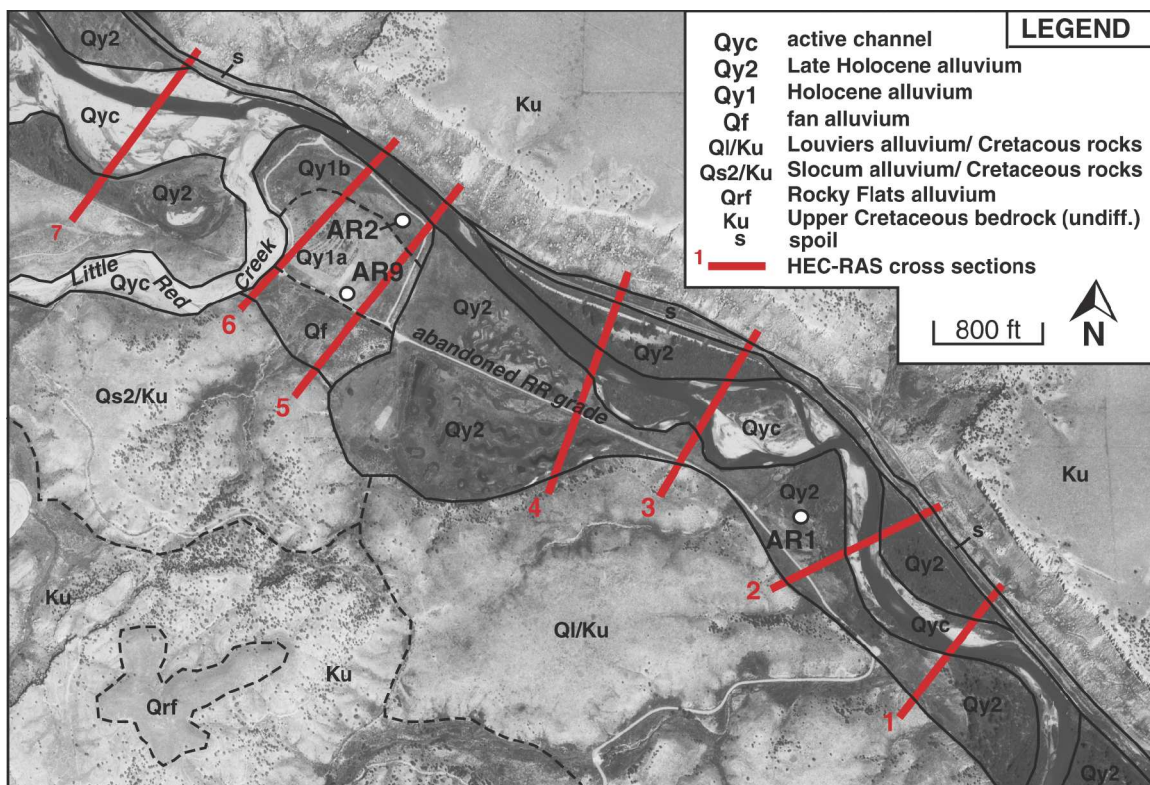 LEGEND
Qyc active channel
Qy2 Late Holocene alluvium
Qy1 Holocene alluvium
Qf fan alluvium
Ql/Ku Louviers alluvium/ Cretacous rocks
Qs2/Ku Slocum alluvium/ Cretaceous rocks
Qrf Rocky Flats alluvium
Ku Upper Cretaceous bedrock (undiff.)
s spoil
1 HEC-RAS cross sections
800 ft
N
Qy2
s
Ku
Qyc
Qy1b
Qy2
7
AR2
Qy1a
Little Red Creek
Qyc
AR9
6
Qf
Qy2
s
Qy2
abandoned RR grade
Qs2/Ku
5
Qy2
Qyc
Ku
4
3
Qy2
AR1
s
2
Qy2
Ku
Ql/Ku
Qyc
Ku
Qrf
1
Qy2
Qy2